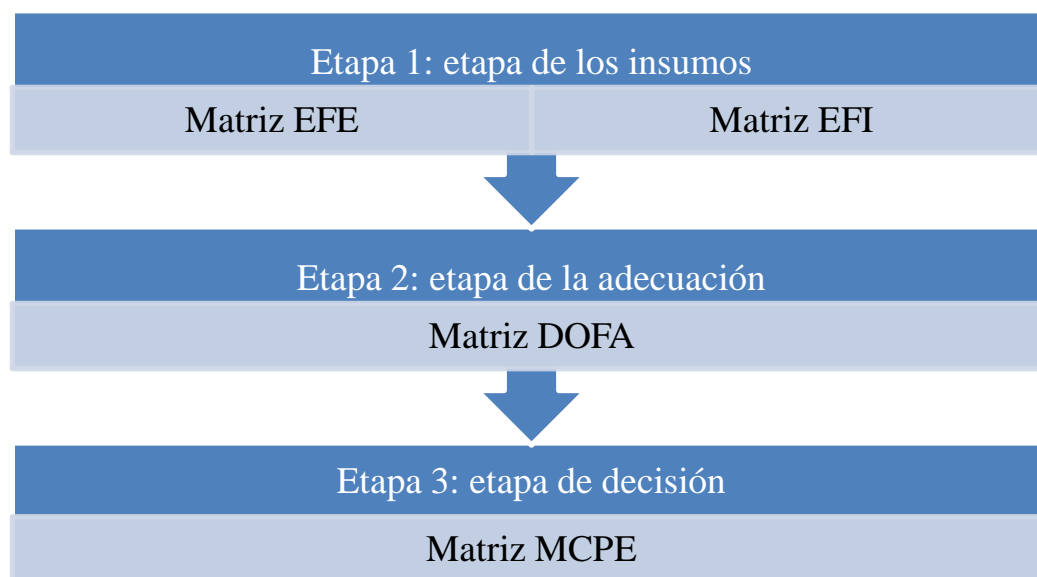 Etapa 1: etapa de los insumos
Matriz EFE
Matriz EFI
Etapa 2: etapa de la adecuación
Matriz DOFA
Etapa 3: etapa de decisión
Matriz MCPE